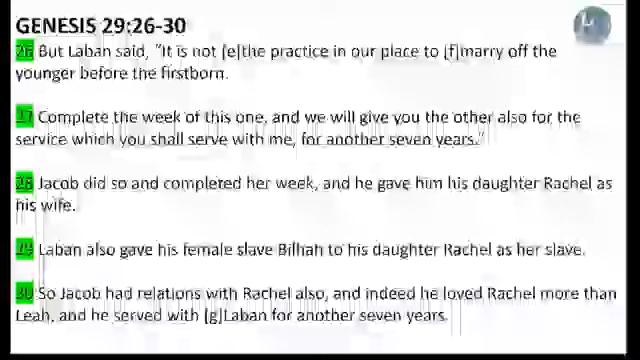 GENESIS 29:26-30
26 But Laban said, "It is not [e]the practice in our place to [f]marry off the
younger before the firstborn.
27 Complete the week of this one, and we will give you the other also for the
service which you shall serve with me, for another seven years."
28 Jacob did so and completed her week, and he gave him his daughter Rachel as
his wife.
29 Laban also gave his female slave Bilhah to his daughter Rachel as her slave.
30 So Jacob had relations with Rachel also, and indeed he loved Rachel more than
Leah, and he served with [g]Laban for another seven years.